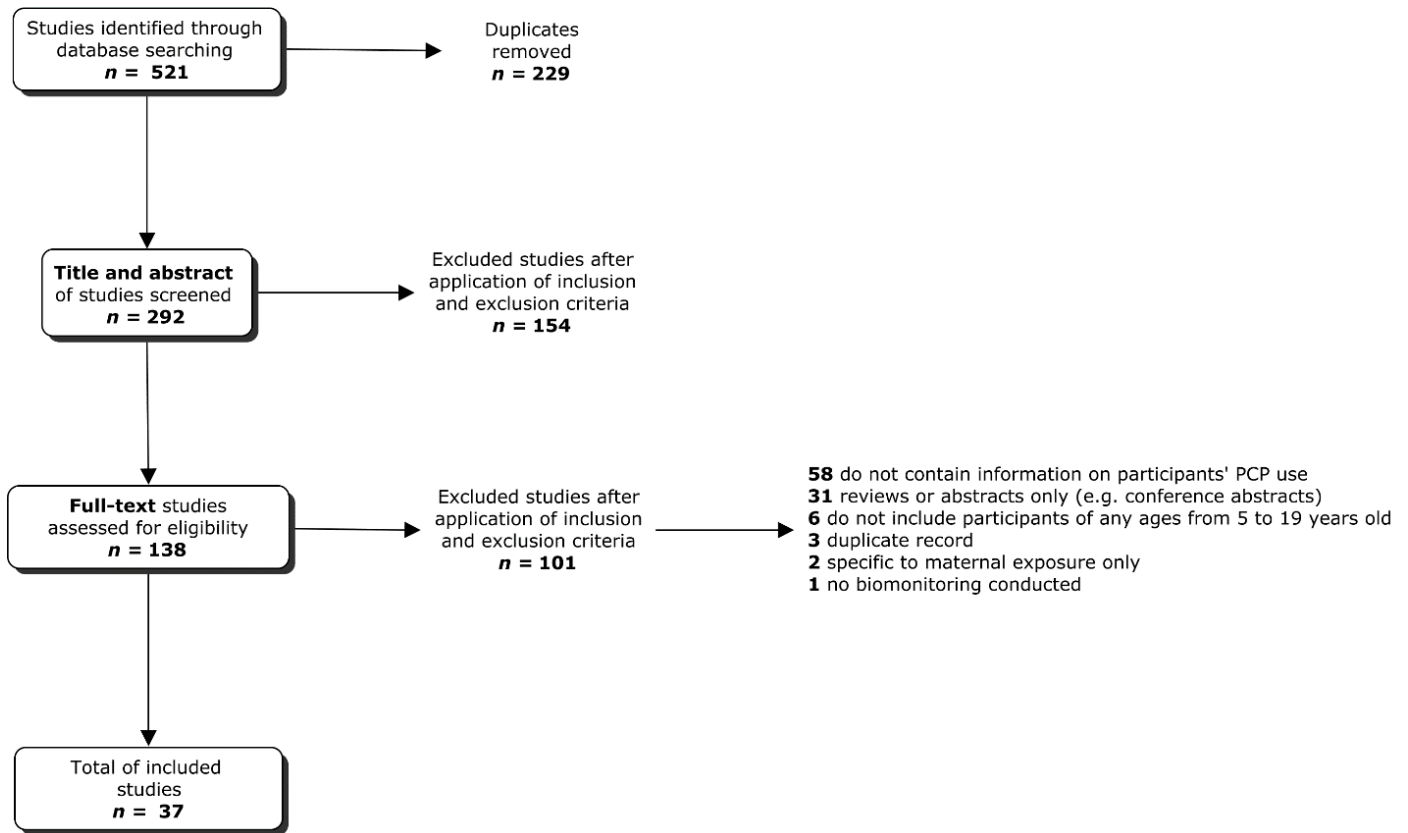 Studies identified through
database searching
n = 521
Duplicates
removed
n = 229
Title and abstract
of studies screened
n = 292
Excluded studies after
application of inclusion
and exclusion criteria
n = 154
Full-text studies
assessed for eligibility
n = 138
Excluded studies after
application of inclusion
and exclusion criteria
n = 101
58 do not contain information on participants' PCP use
31 reviews or abstracts only (e.g. conference abstracts)
6 do not include participants of any ages from 5 to 19 years old
3 duplicate record
2 specific to maternal exposure only
1 no biomonitoring conducted
Total of included
studies
n = 37